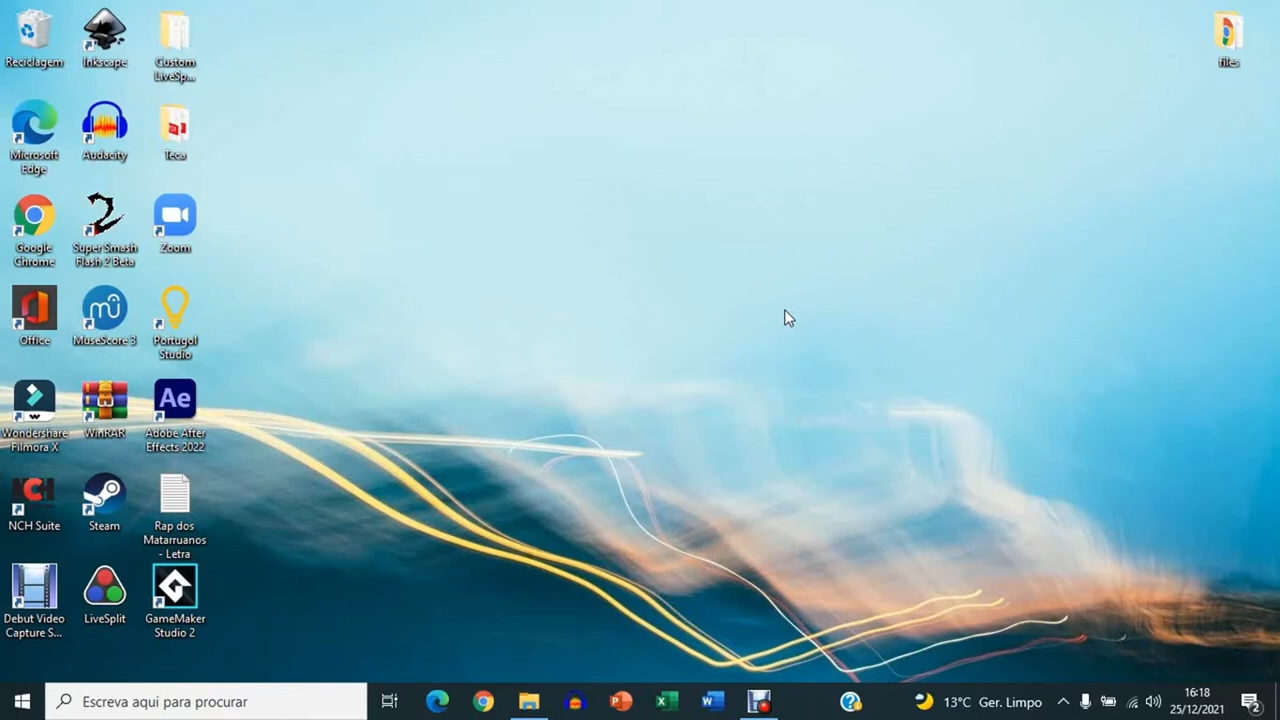 Reciclagem
Inkscape
Custom
LiveSp...
files
Microsoft
Edge
Audacity
Teca
Google
Chrome
Super Smash
Flash 2 Beta
Zoom
Office
MuseScore 3
Portugol
Studio
Wondershare
Filmora X
WinRAR
Ae
Adobe After
Effects 2022
NCH
NCH Suite
Steam
Rap dos
Matarruanos
- Letra
Debut Video
Capture S...
LiveSplit
GameMaker
Studio 2
Escreva aqui para procurar
13°C Ger. Limpo
16:18
25/12/2021
2